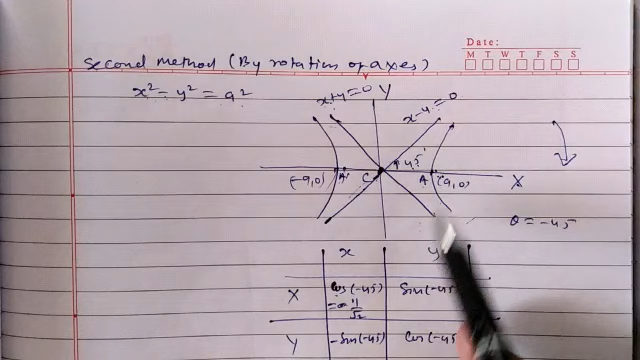 Date:
M T W T F S S
Second method (By rotation of axes)
x² - y² = a²
x+y=0 Y x-y=0
45°
(-a,0) A' C A (a,0) X
θ = -45
x y
X Cos(-45) Sin(-45)
= 1/√2
Y -Sin(-45) Cos(-45)